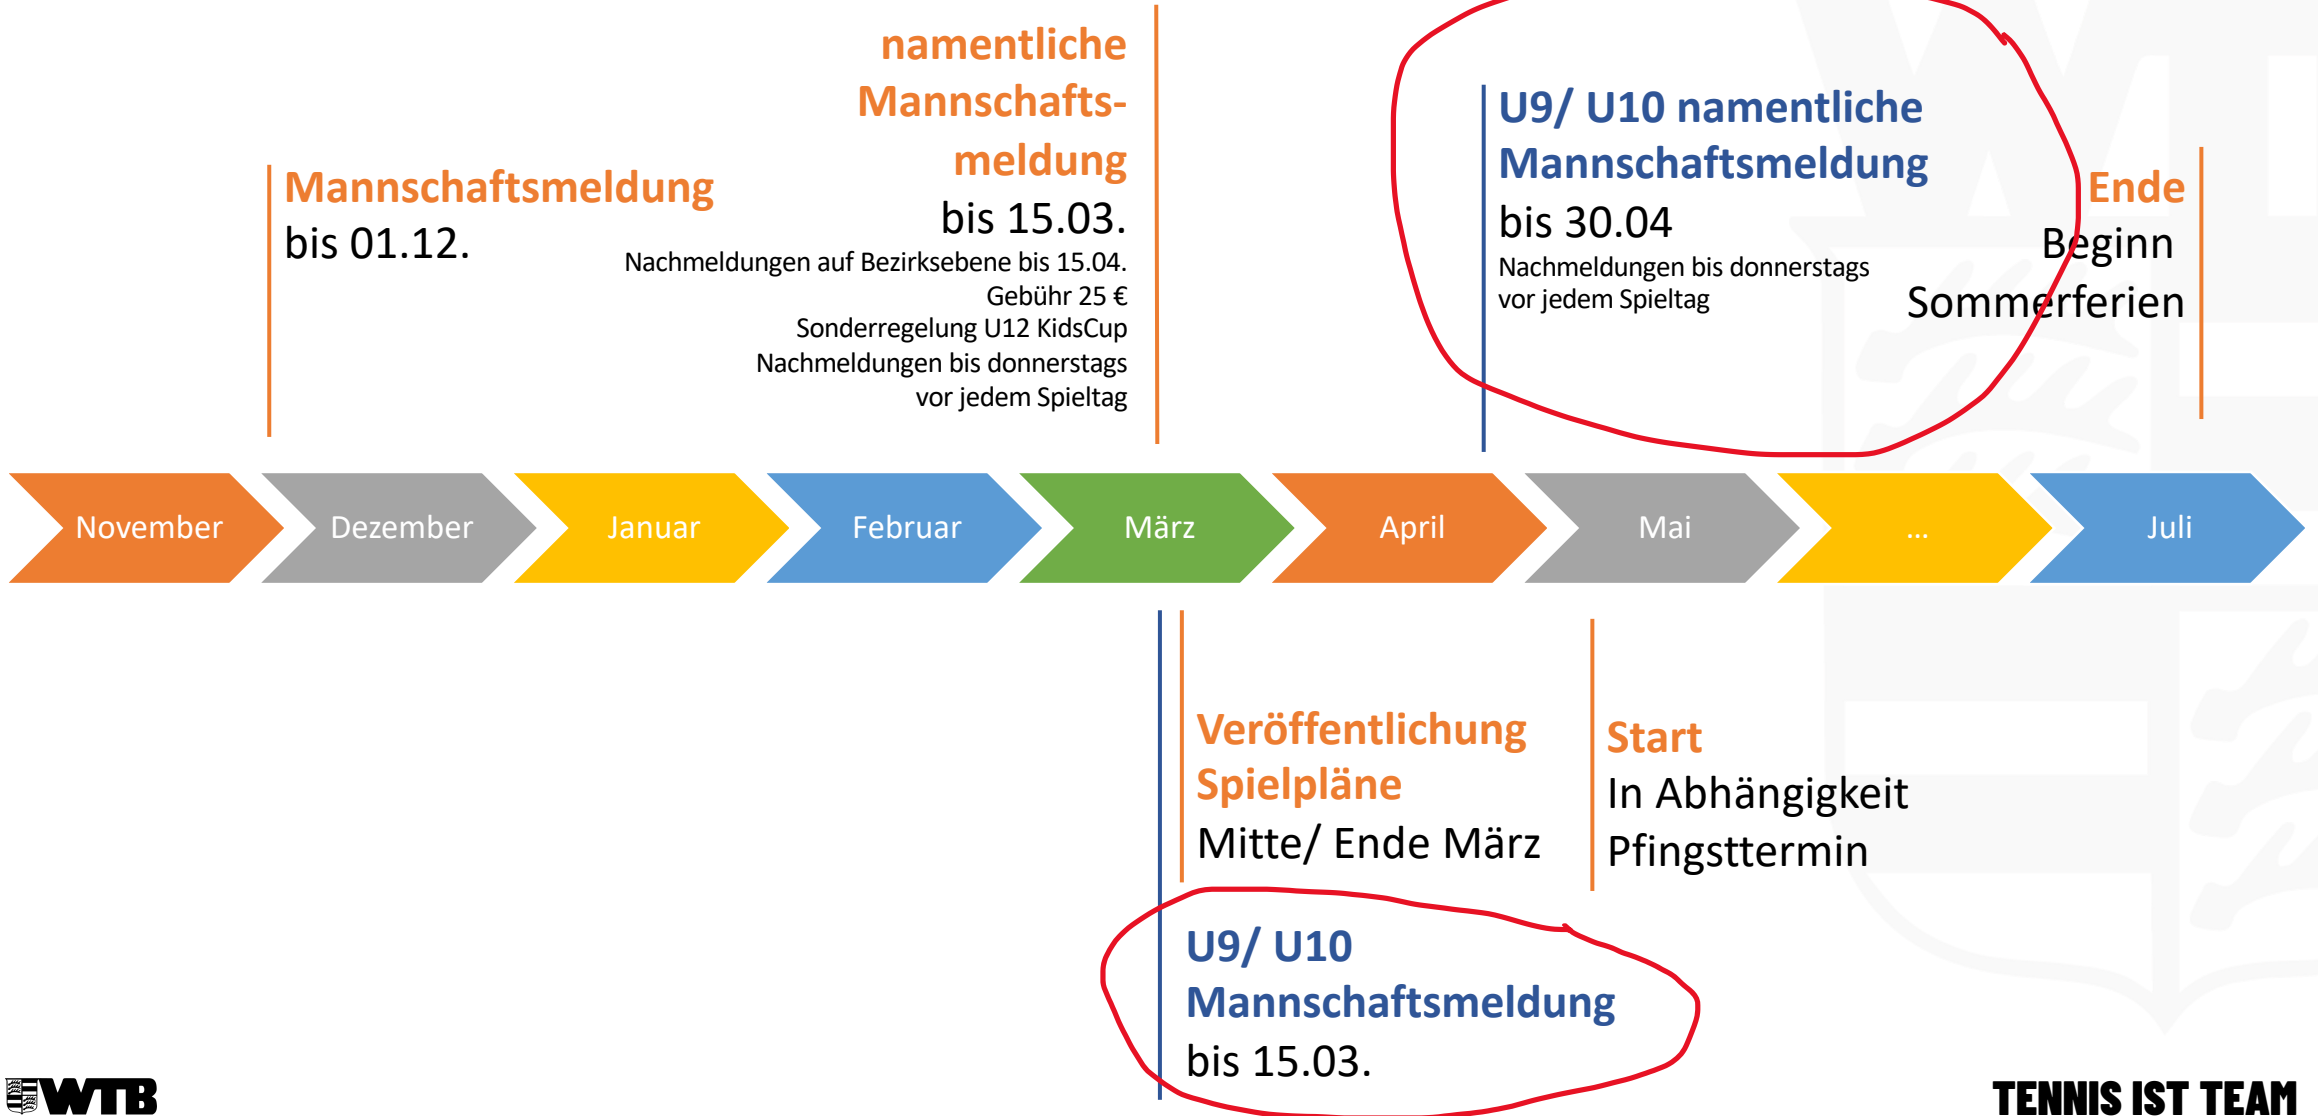 namentliche
Mannschafts-
meldung
bis 15.03.
Nachmeldungen auf Bezirksebene bis 15.04.
Gebühr 25 €
Sonderregelung U12 KidsCup
Nachmeldungen bis donnerstags
vor jedem Spieltag
Mannschaftsmeldung
bis 01.12.
U9/ U10 namentliche
Mannschaftsmeldung
bis 30.04
Nachmeldungen bis donnerstags
vor jedem Spieltag
Ende
Beginn
Sommerferien
November
Dezember
Januar
Februar
März
April
Mai
...
Juli
Veröffentlichung
Spielpläne
Mitte/ Ende März
Start
In Abhängigkeit
Pfingsttermin
U9/ U10
Mannschaftsmeldung
bis 15.03.
WTB
TENNIS IST TEAM